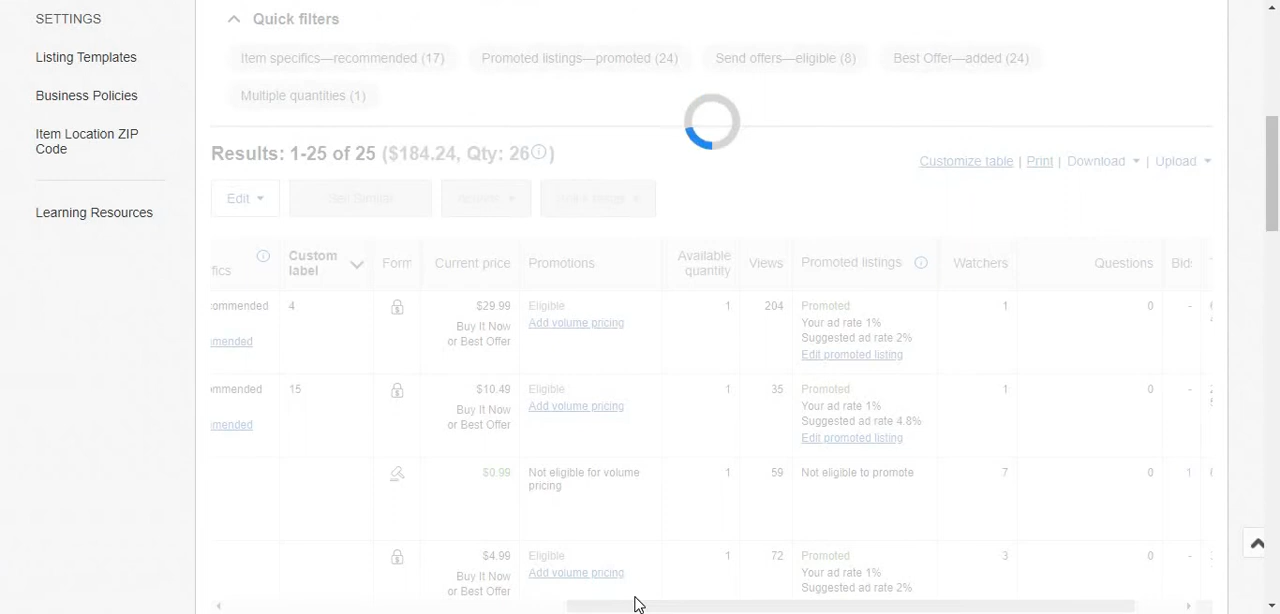 SETTINGS
Listing Templates
Business Policies
Item Location ZIP
Code
Learning Resources
Quick filters
Item specifics—recommended (17)
Promoted listings—promoted (24)
Send offers—eligible (8)
Best Offer—added (24)
Multiple quantities (1)
Results: 1-25 of 25 ($184.24, Qty: 26)
Customize table | Print | Download | Upload
Edit
Sell Similar
Actions
Custom
label
Form
Current price
Promotions
Available
quantity
Views
Promoted listings
Watchers
Questions
Bids
fics
commended
mended
4
$29.99
Buy It Now
or Best Offer
Eligible
Add volume pricing
1
204
Promoted
Your ad rate 1%
Suggested ad rate 2%
Edit promoted listing
1
0
-
ommended
mended
15
$10.49
Buy It Now
or Best Offer
Eligible
Add volume pricing
1
35
Promoted
Your ad rate 1%
Suggested ad rate 4.8%
Edit promoted listing
1
0
-
$0.99
Not eligible for volume
pricing
1
59
Not eligible to promote
7
0
1
$4.99
Buy It Now
or Best Offer
Eligible
Add volume pricing
1
72
Promoted
Your ad rate 1%
Suggested ad rate 2%
3
0
-